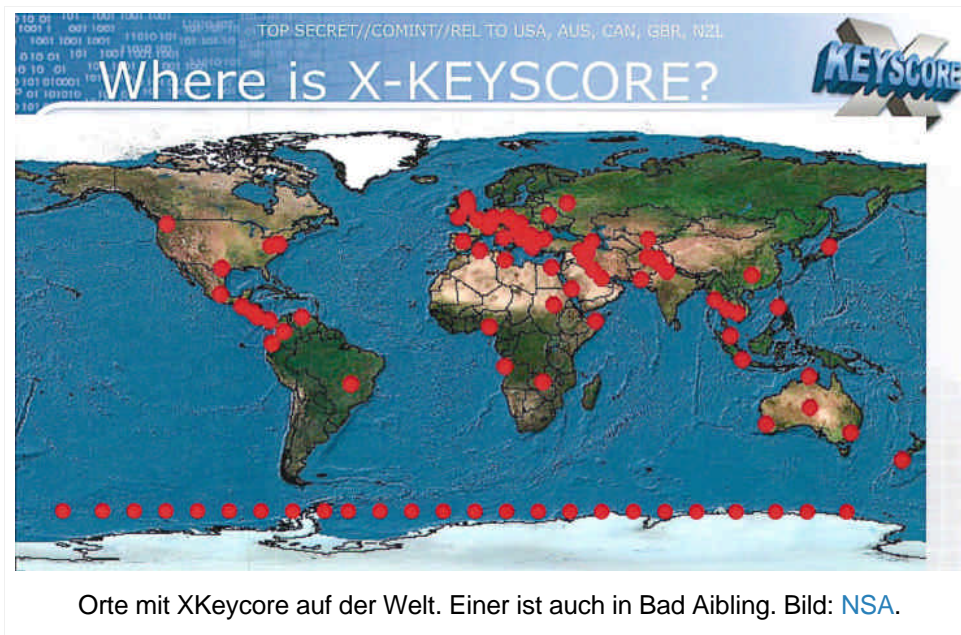 TOP SECRET//COMINT//REL TO USA, AUS, CAN, GBR, NZL
Where is X-KEYSCORE?
X
KEYSCORE
Orte mit XKeycore auf der Welt. Einer ist auch in Bad Aibling. Bild: NSA.